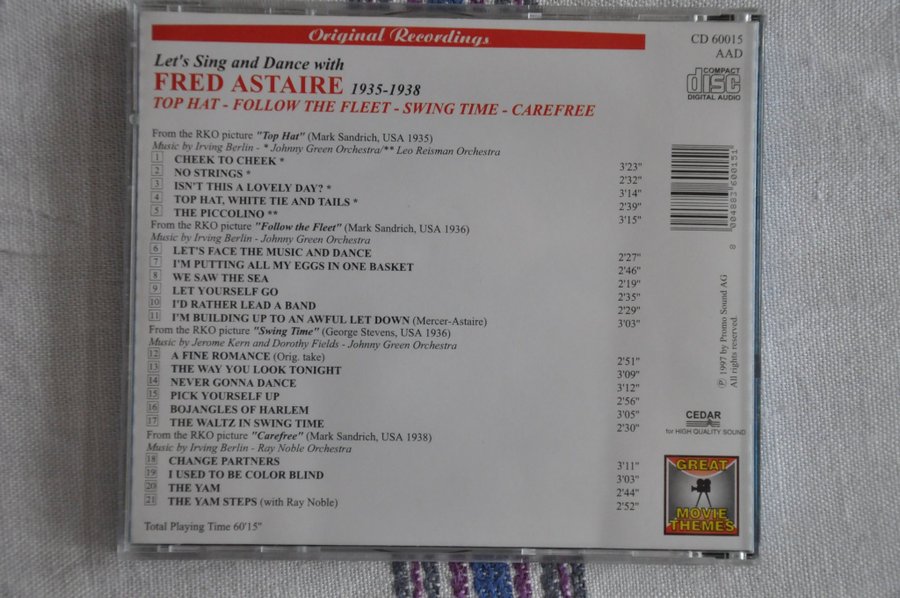 Original Recordings
CD 60015
AAD
COMPACT
disc
DIGITAL AUDIO
Let's Sing and Dance with
FRED ASTAIRE 1935-1938
TOP HAT - FOLLOW THE FLEET - SWING TIME - CAREFREE
From the RKO picture "Top Hat" (Mark Sandrich, USA 1935)
Music by Irving Berlin - * Johnny Green Orchestra/** Leo Reisman Orchestra
1 CHEEK TO CHEEK * 3'23"
2 NO STRINGS * 2'32"
3 ISN'T THIS A LOVELY DAY? * 3'14"
4 TOP HAT, WHITE TIE AND TAILS * 2'39"
5 THE PICCOLINO ** 3'15"
From the RKO picture "Follow the Fleet" (Mark Sandrich, USA 1936)
Music by Irving Berlin - Johnny Green Orchestra
6 LET'S FACE THE MUSIC AND DANCE 2'27"
7 I'M PUTTING ALL MY EGGS IN ONE BASKET 2'46"
8 WE SAW THE SEA 2'19"
9 LET YOURSELF GO 2'35"
10 I'D RATHER LEAD A BAND 2'29"
11 I'M BUILDING UP TO AN AWFUL LET DOWN (Mercer-Astaire) 3'03"
From the RKO picture "Swing Time" (George Stevens, USA 1936)
Music by Jerome Kern and Dorothy Fields - Johnny Green Orchestra
12 A FINE ROMANCE (Orig. take) 2'51"
13 THE WAY YOU LOOK TONIGHT 3'09"
14 NEVER GONNA DANCE 3'12"
15 PICK YOURSELF UP 2'56"
16 BOJANGLES OF HARLEM 3'05"
17 THE WALTZ IN SWING TIME 2'30"
From the RKO picture "Carefree" (Mark Sandrich, USA 1938)
Music by Irving Berlin - Ray Noble Orchestra
18 CHANGE PARTNERS 3'11"
19 I USED TO BE COLOR BLIND 3'03"
20 THE YAM 2'44"
21 THE YAM STEPS (with Ray Noble) 2'52"
Total Playing Time 60'15"
8 004883 600151
℗ 1997 by Promo Sound AG
All rights reserved.
CEDAR
for HIGH QUALITY SOUND
GREAT
MOVIE
THEMES